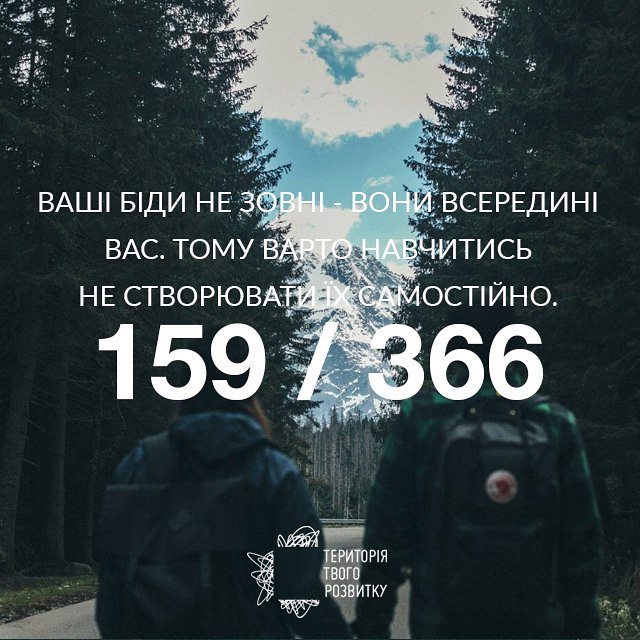 ВАШІ БІДИ НЕ ЗОВНІ - ВОНИ ВСЕРЕДИНІ
ВАС. ТОМУ ВАРТО НАВЧИТИСЬ
НЕ СТВОРЮВАТИ ЇХ САМОСТІЙНО.
159 / 366
ТЕРИТОРІЯ
ТВОГО
РОЗВИТКУ